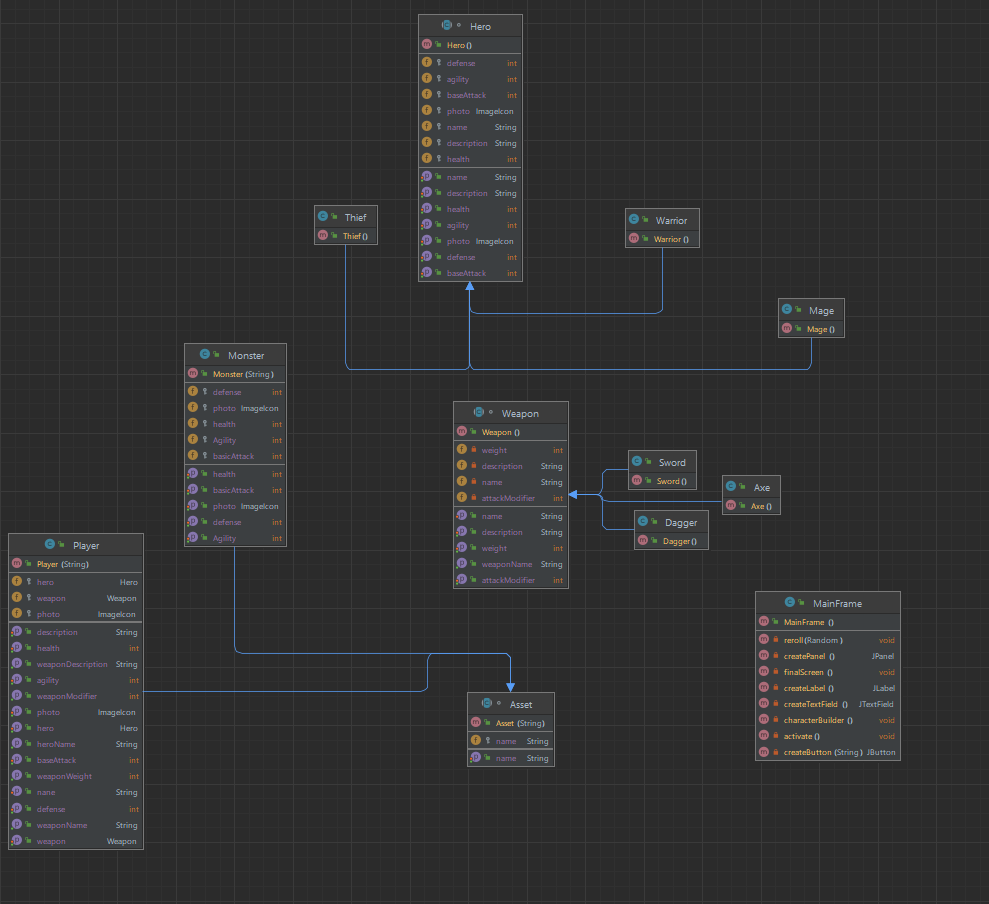 Hero
Hero ()
defense int
agility int
baseAttack int
photo ImageIcon
name String
description String
health int
name String
description String
health int
agility int
photo ImageIcon
defense int
baseAttack int
Thief
Thief ()
Warrior
Warrior ()
Mage
Mage ()
Monster
Monster (String)
defense int
photo ImageIcon
health int
Agility int
basicAttack int
health int
basicAttack int
photo ImageIcon
defense int
Agility int
Weapon
Weapon ()
weight int
description String
name String
attackModifier int
name String
description String
weight int
weaponName String
attackModifier int
Sword
Sword ()
Axe
Axe ()
Dagger
Dagger ()
Player
Player (String)
hero Hero
weapon Weapon
photo ImageIcon
description String
health int
weaponDescription String
agility int
weaponModifier int
photo ImageIcon
hero Hero
heroName String
baseAttack int
weaponWeight int
nane String
defense int
weaponName String
weapon Weapon
Asset
Asset (String)
name String
name String
MainFrame
MainFrame ()
reroll (Random) void
createPanel () JPanel
finalScreen () void
createLabel () JLabel
createTextField () JTextField
characterBuilder () void
activate () void
createButton (String) JButton